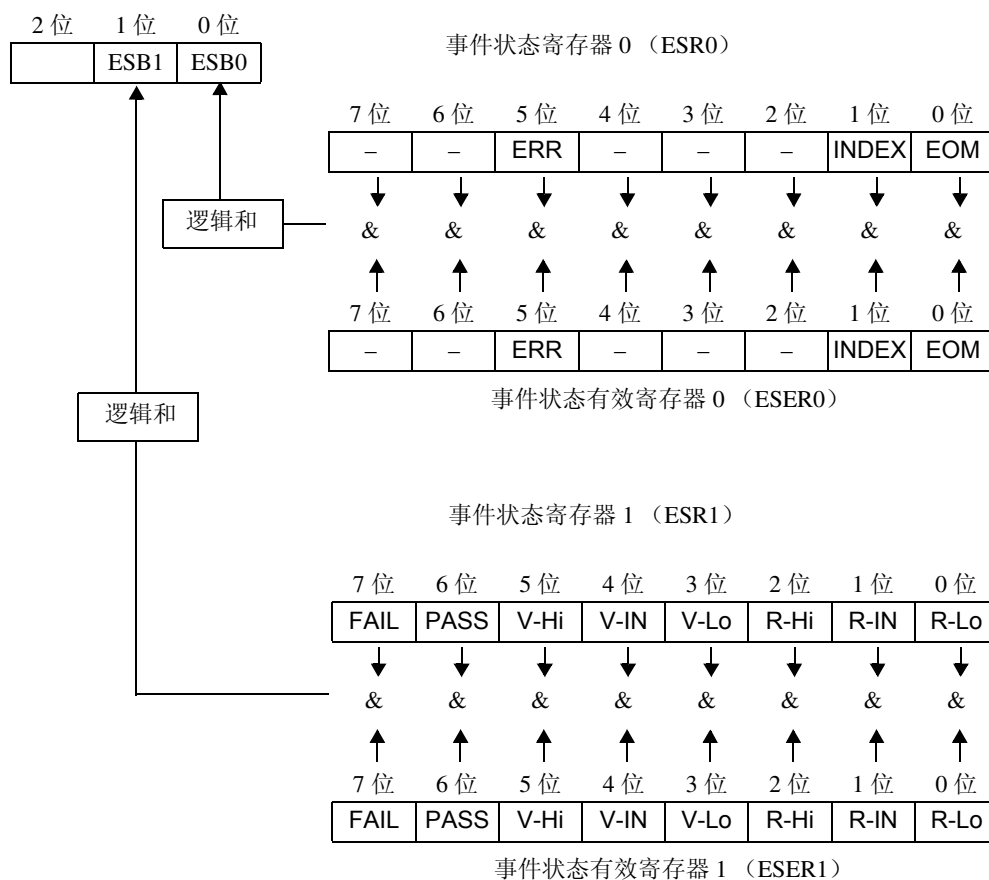 2 位 1 位 0 位
ESB1 ESB0
事件状态寄存器 0 （ESR0）
7 位 6 位 5 位 4 位 3 位 2 位 1 位 0 位
– – ERR – – – INDEX EOM
逻辑和
& & & & & & & &
7 位 6 位 5 位 4 位 3 位 2 位 1 位 0 位
– – ERR – – – INDEX EOM
事件状态有效寄存器 0 （ESER0）
逻辑和
事件状态寄存器 1 （ESR1）
7 位 6 位 5 位 4 位 3 位 2 位 1 位 0 位
FAIL PASS V-Hi V-IN V-Lo R-Hi R-IN R-Lo
& & & & & & & &
7 位 6 位 5 位 4 位 3 位 2 位 1 位 0 位
FAIL PASS V-Hi V-IN V-Lo R-Hi R-IN R-Lo
事件状态有效寄存器 1 （ESER1）